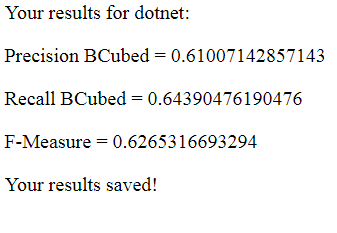 Your results for dotnet:
Precision BCubed = 0.61007142857143
Recall BCubed = 0.64390476190476
F-Measure = 0.6265316693294
Your results saved!